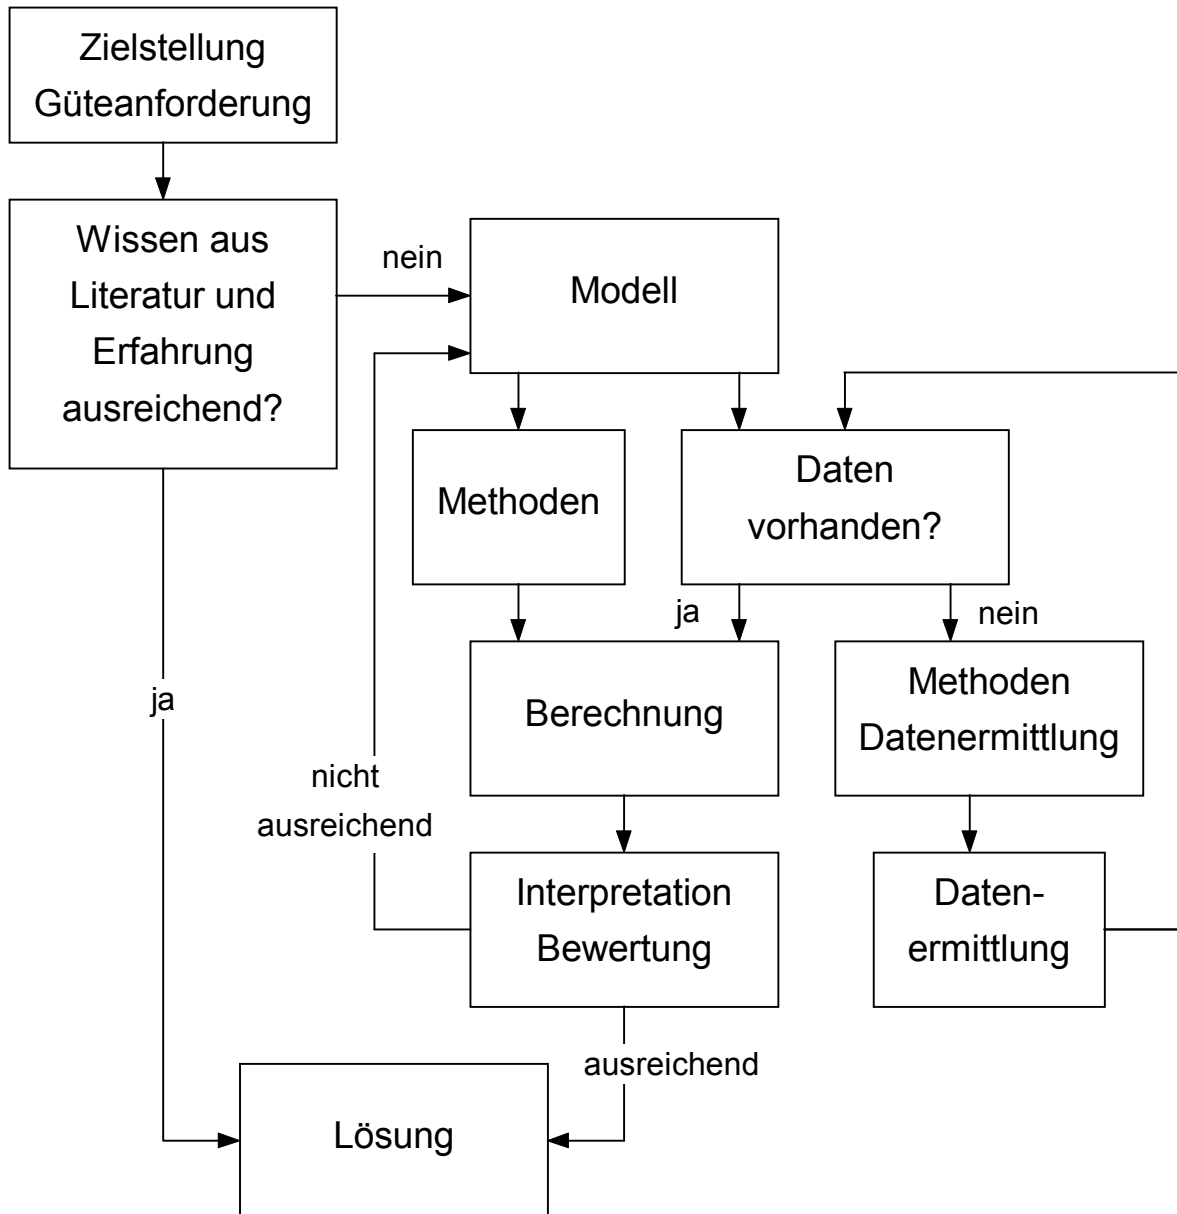 Zielstellung
Güteanforderung
Wissen aus
Literatur und
Erfahrung
ausreichend?
nein
Modell
Methoden
Daten
vorhanden?
ja
nein
Berechnung
Methoden
Datenermittlung
ja
nicht
ausreichend
Interpretation
Bewertung
Daten-
ermittlung
ausreichend
Lösung